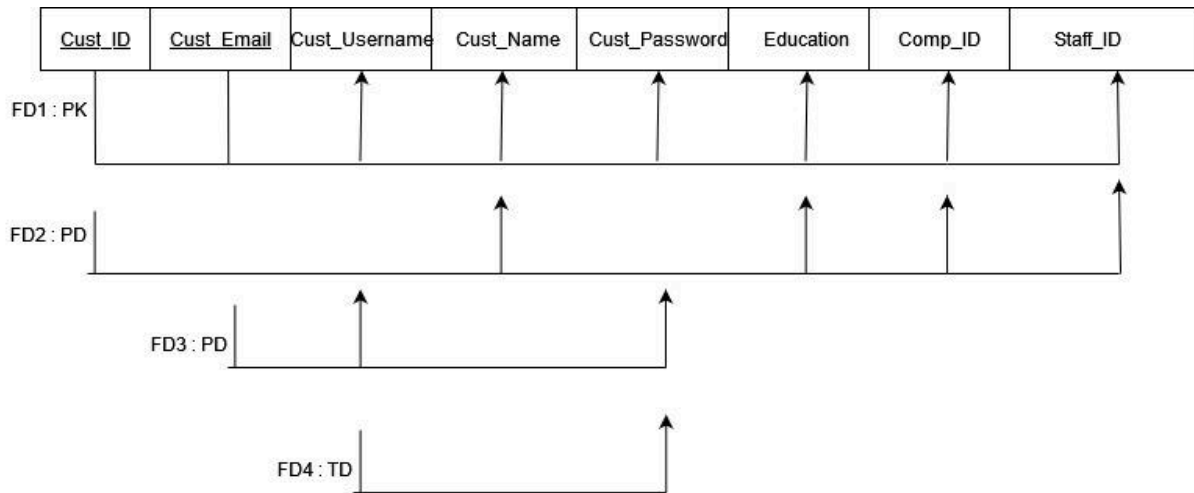 Cust_ID Cust_Email Cust_Username Cust_Name Cust_Password Education Comp_ID Staff_ID
FD1 : PK
FD2 : PD
FD3 : PD
FD4 : TD